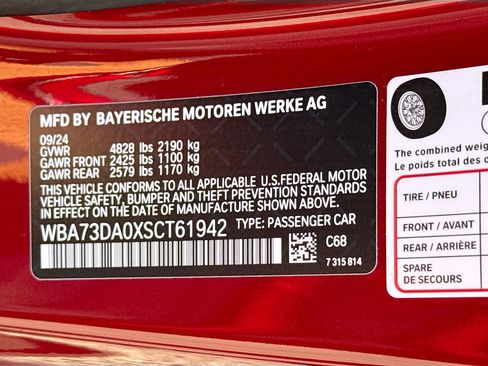 MFD BY BAYERISCHE MOTOREN WERKE AG
09/24
GVWR 4828 lbs 2190 kg
GAWR FRONT 2425 lbs 1100 kg
GAWR REAR 2579 lbs 1170 kg
THIS VEHICLE CONFORMS TO ALL APPLICABLE U.S.FEDERAL MOTOR
VEHICLE SAFETY, BUMPER AND THEFT PREVENTION STANDARDS
IN EFFECT ON THE DATE OF MANUFACTURE SHOWN ABOVE.
WBA73DA0XSCT61942 TYPE: PASSENGER CAR
C68
7 315 814
The combined weig
Le poids total des o
TIRE / PNEU
FRONT / AVANT
REAR / ARRIÈRE
SPARE
DE SECOURS